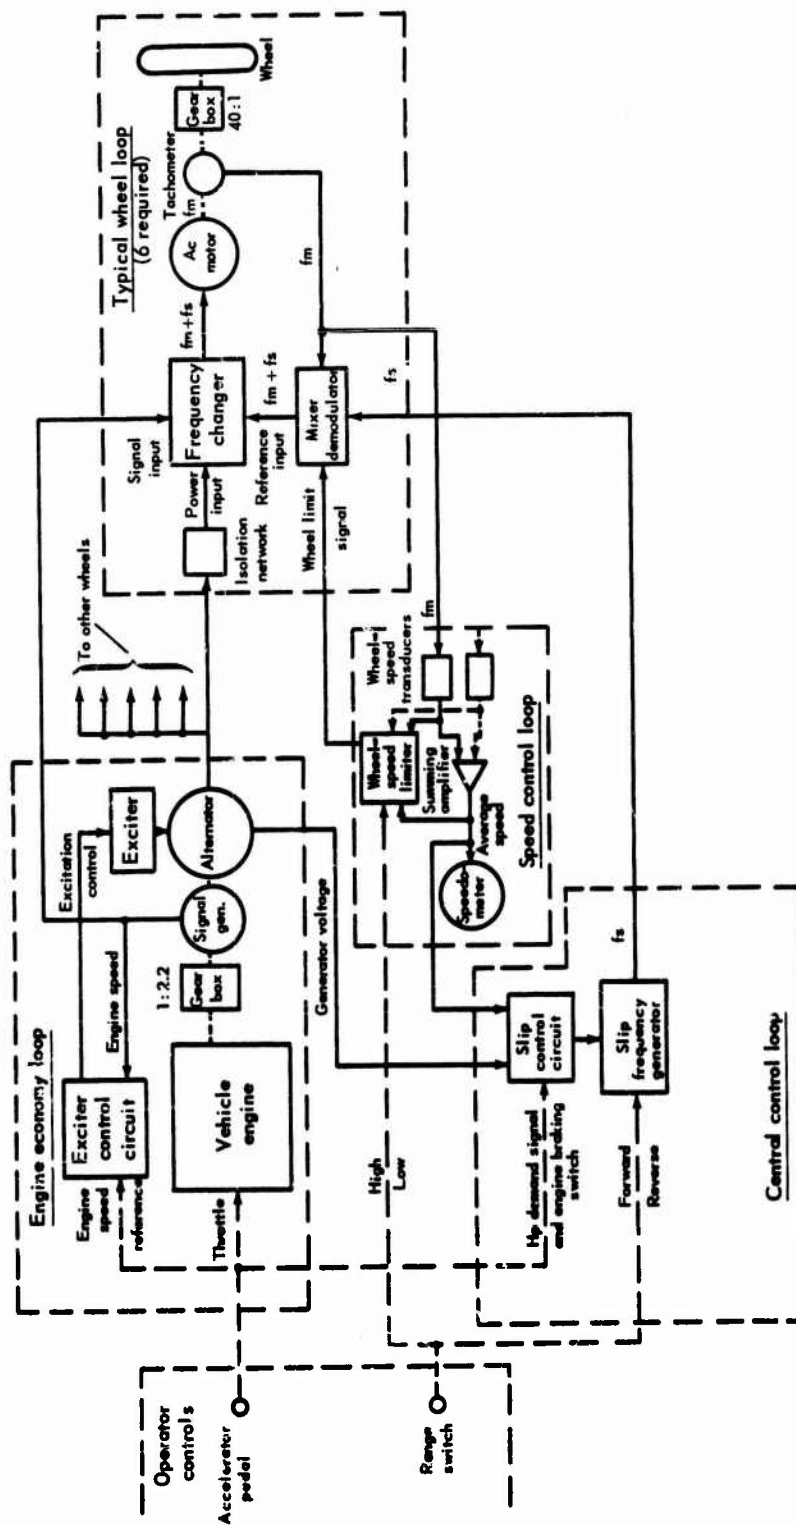 Operator
controls
Accelerator
pedal
Range
switch
Engine economy loop
Engine
speed
reference
Exciter
control
circuit
Engine speed
Excitation
control
Exciter
Throttle
Vehicle
engine
1:2.2
Gear
box
Signal
gen.
Alternator
Generator voltage
To other wheels
Typical wheel loop
(6 required)
Signal
input
Power
input
Isolation
network
Frequency
changer
Reference
input
fm+fs
fm + fs
Ac
motor
Tachometer
fm
Gear
box
40:1
Wheel
fm
Wheel limit
signal
Mixer
demodulator
fs
High
Low
Wheel-
speed
limiter
Wheel-
speed
transducers
fm
Summing
amplifier
Average
speed
Speedo-
meter
Speed control loop
Hp demand signal
and engine braking
switch
Slip
control
circuit
Forward
Reverse
Slip
frequency
generator
fs
Central control loop